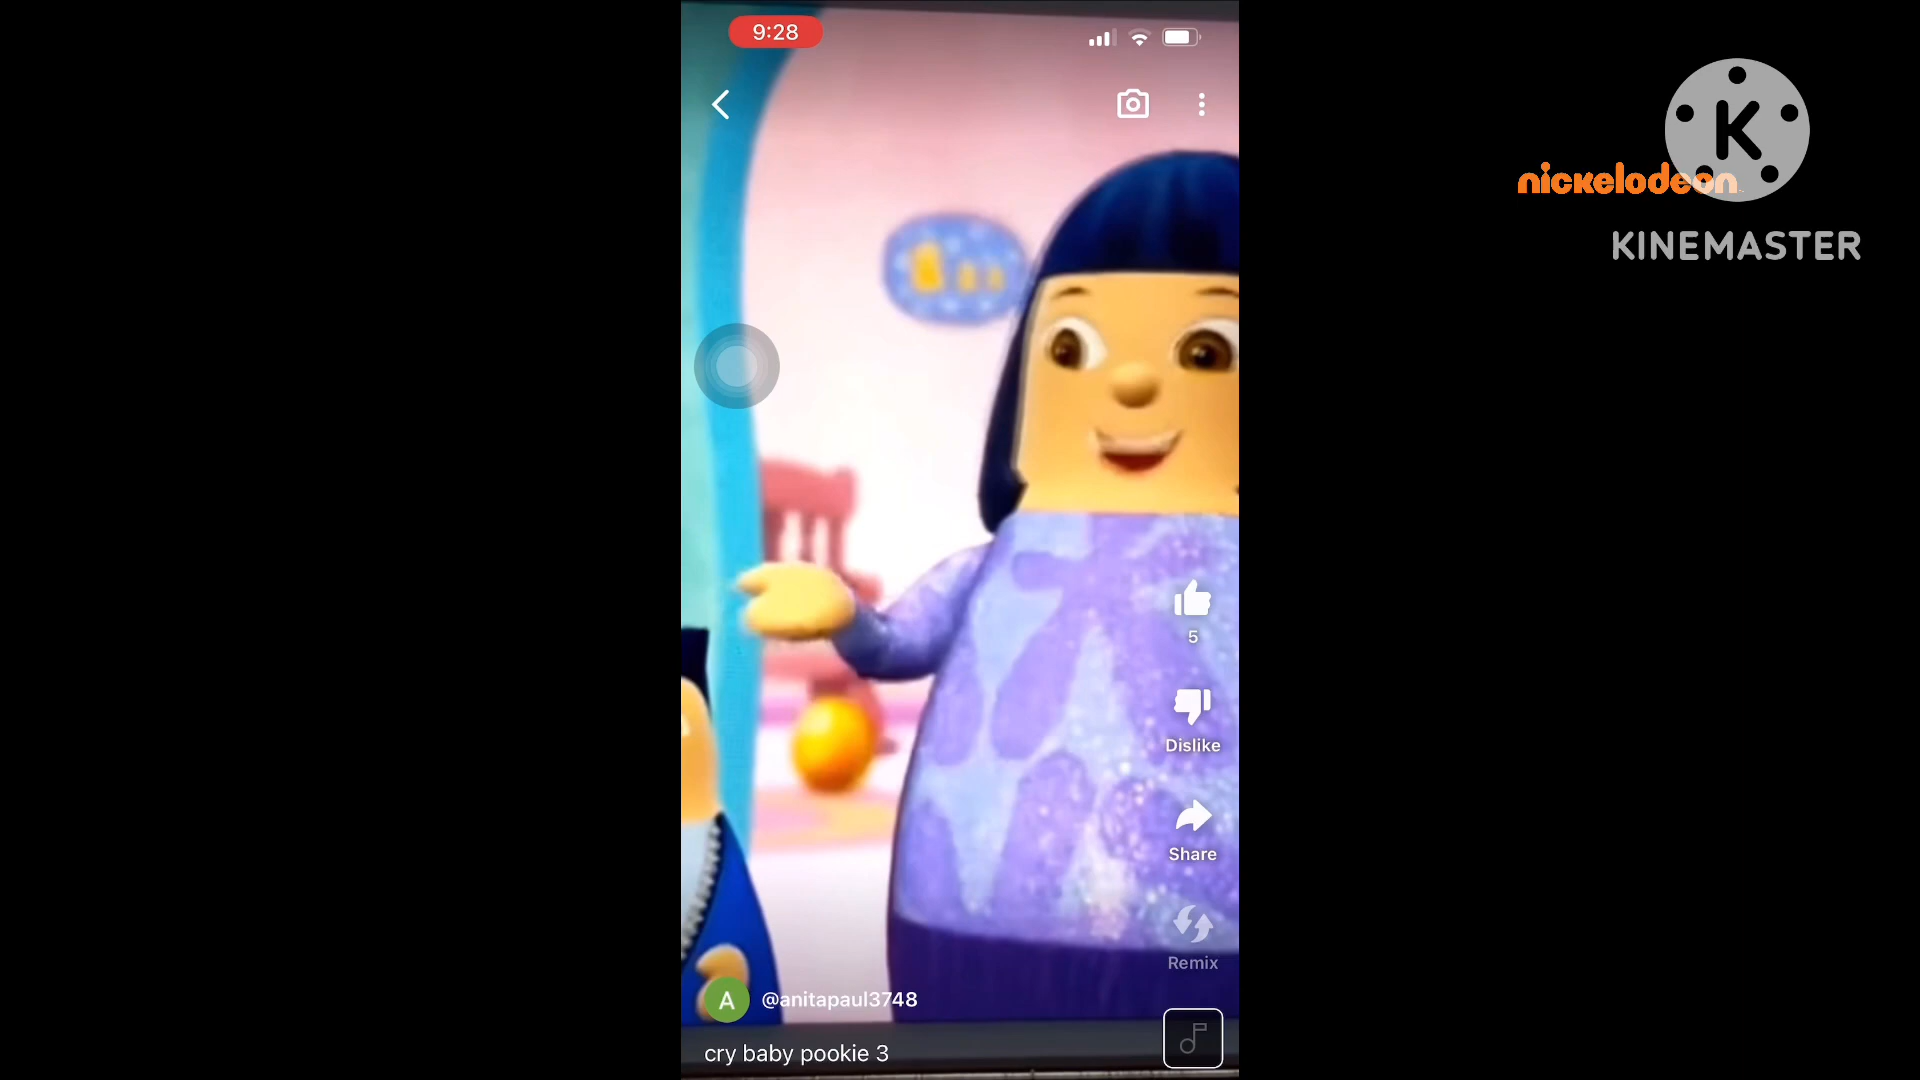 9:28
nickelodeon
K
KINEMASTER
5
Dislike
Share
Remix
A
@anitapaul3748
cry baby pookie 3